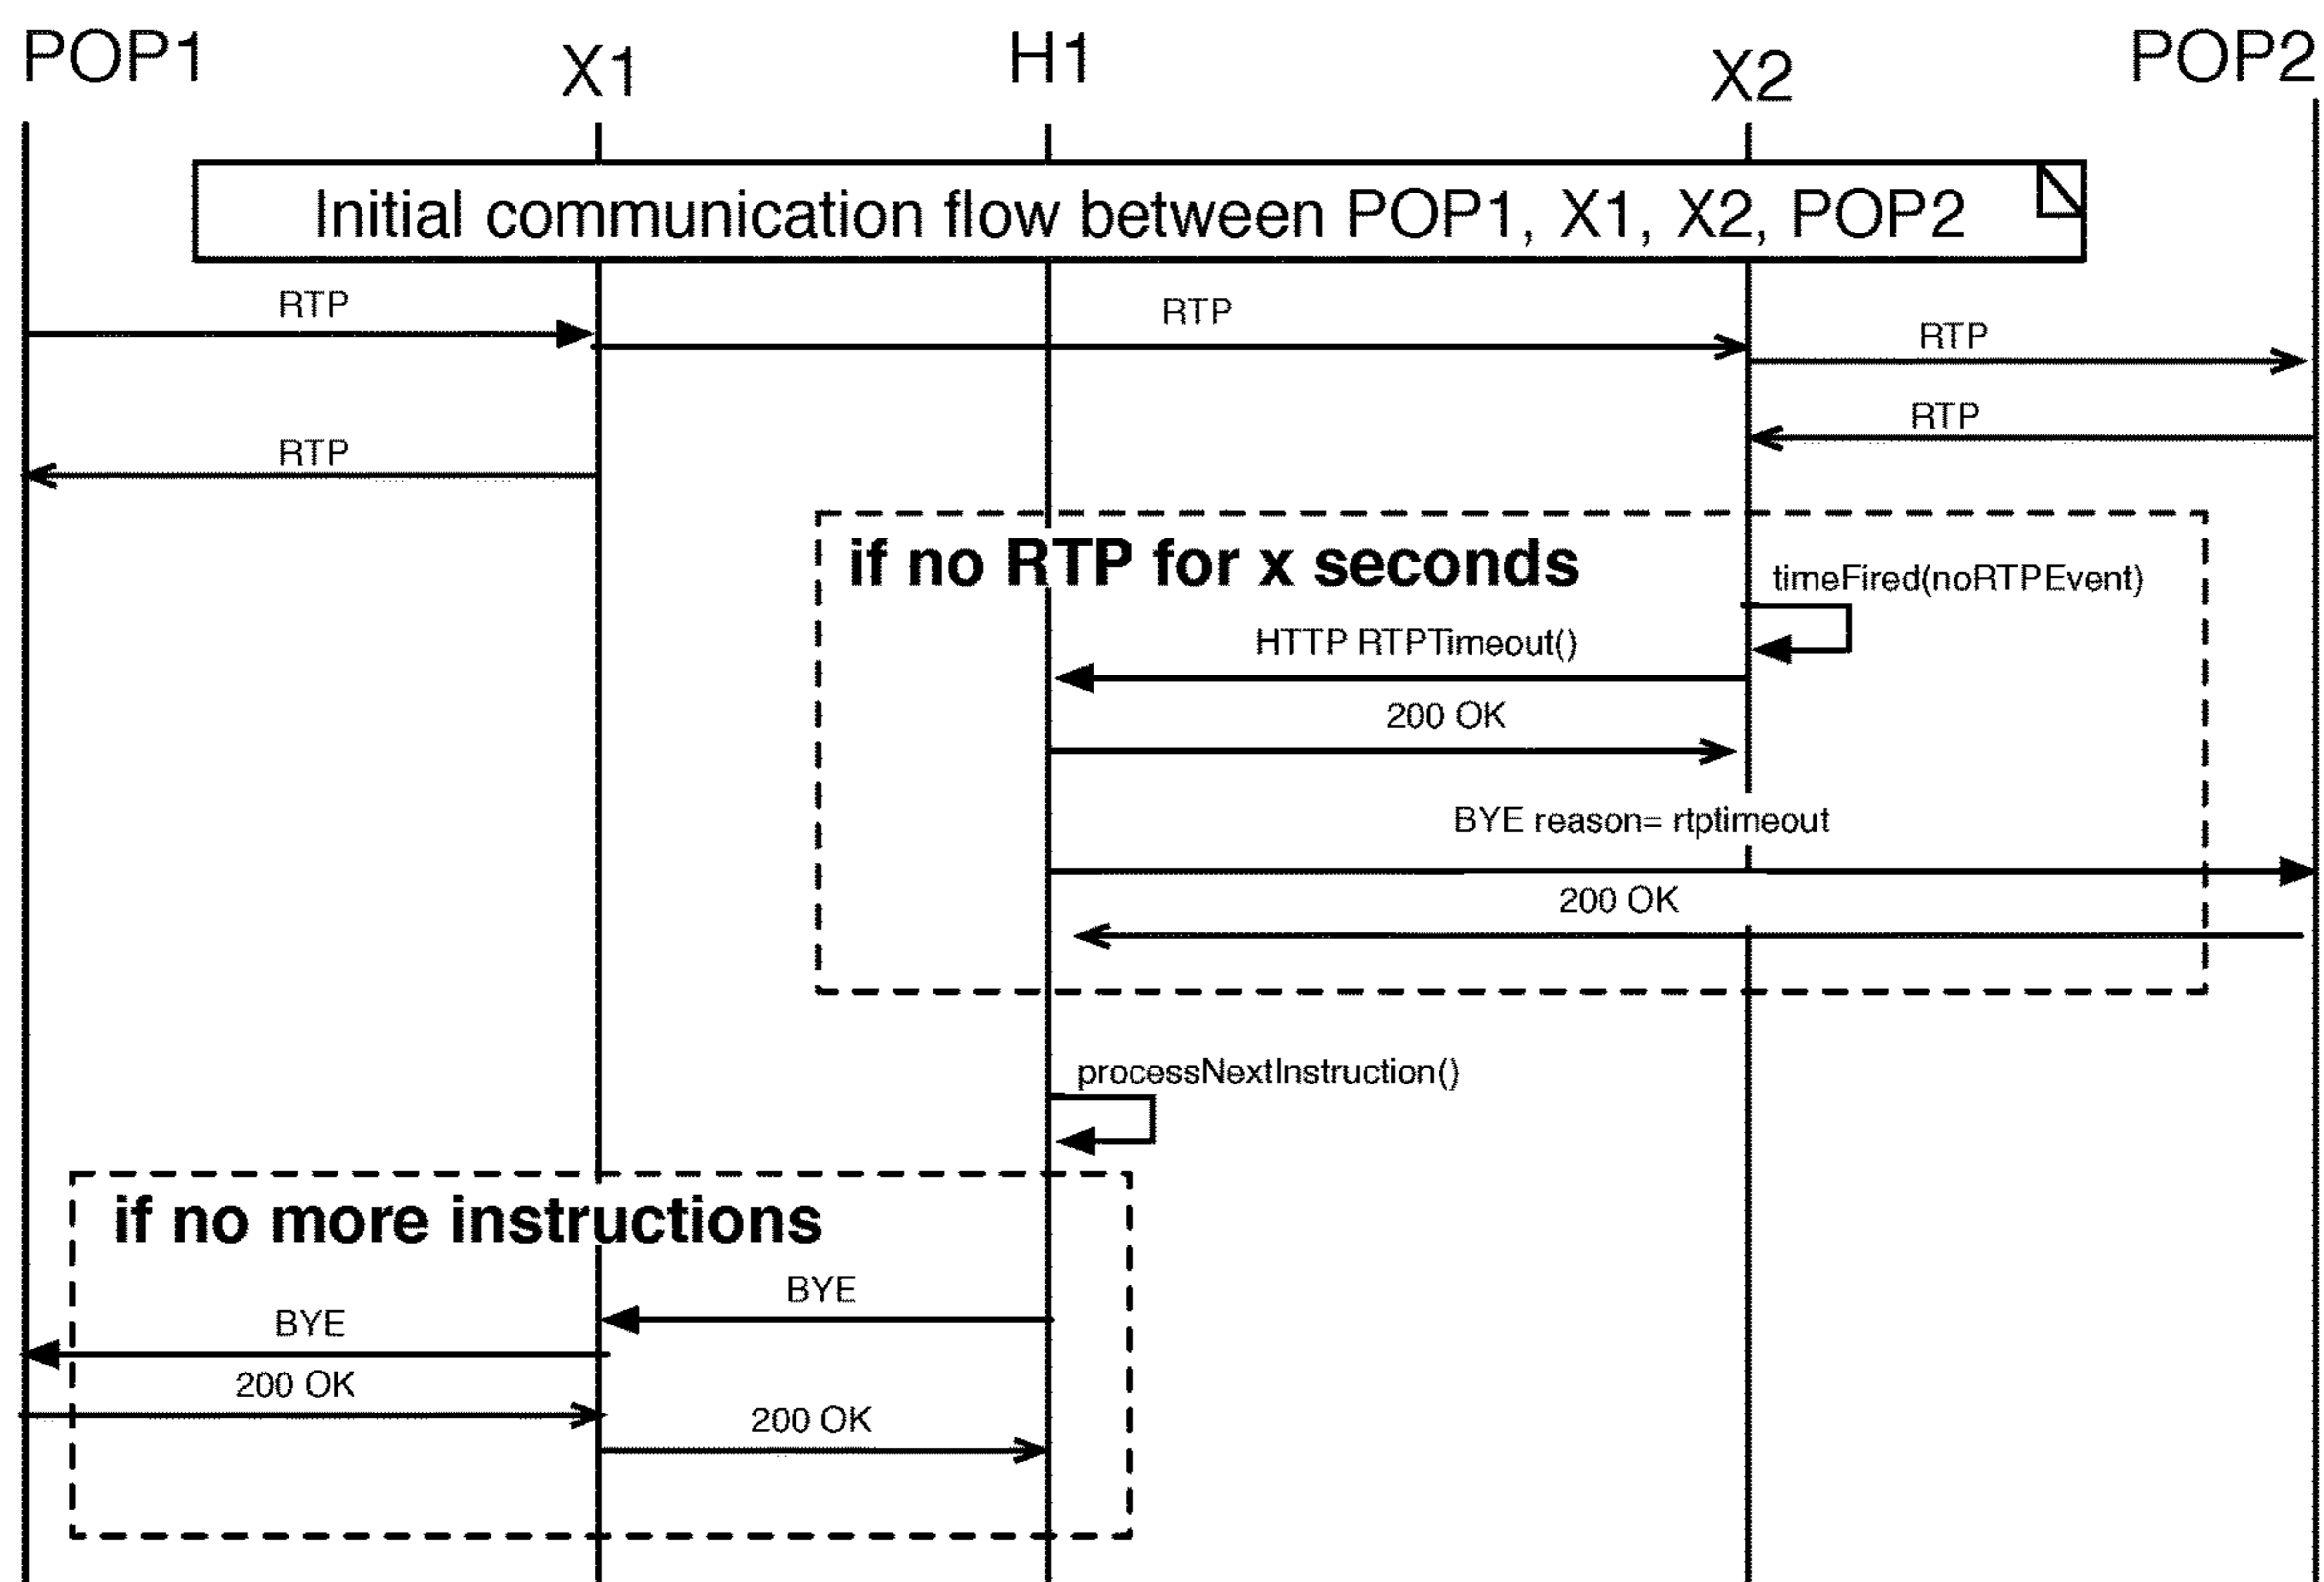 POP1
X1
H1
X2
POP2
Initial communication flow between POP1, X1, X2, POP2
RTP
RTP
RTP
RTP
RTP
if no RTP for x seconds
timeFired(noRTPEvent)
HTTP RTPTimeout()
200 OK
BYE reason= rtptimeout
200 OK
processNextInstruction()
if no more instructions
BYE
BYE
200 OK
200 OK